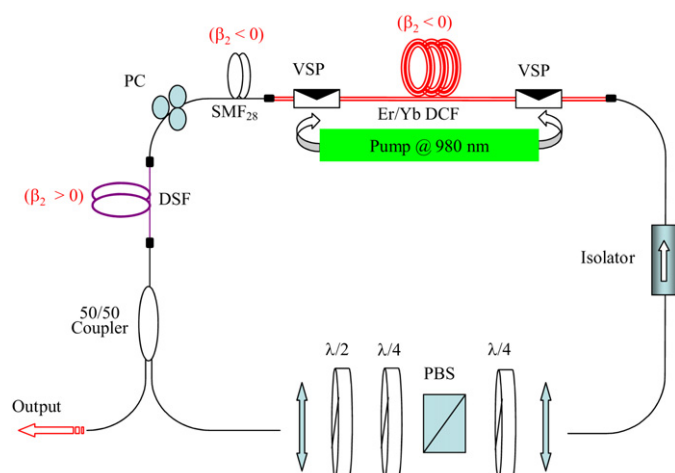 (β₂ < 0)
(β₂ < 0)
VSP
VSP
PC
SMF₂₈
Er/Yb DCF
Pump @ 980 nm
(β₂ > 0)
DSF
Isolator
50/50
Coupler
λ/2
λ/4
PBS
λ/4
Output